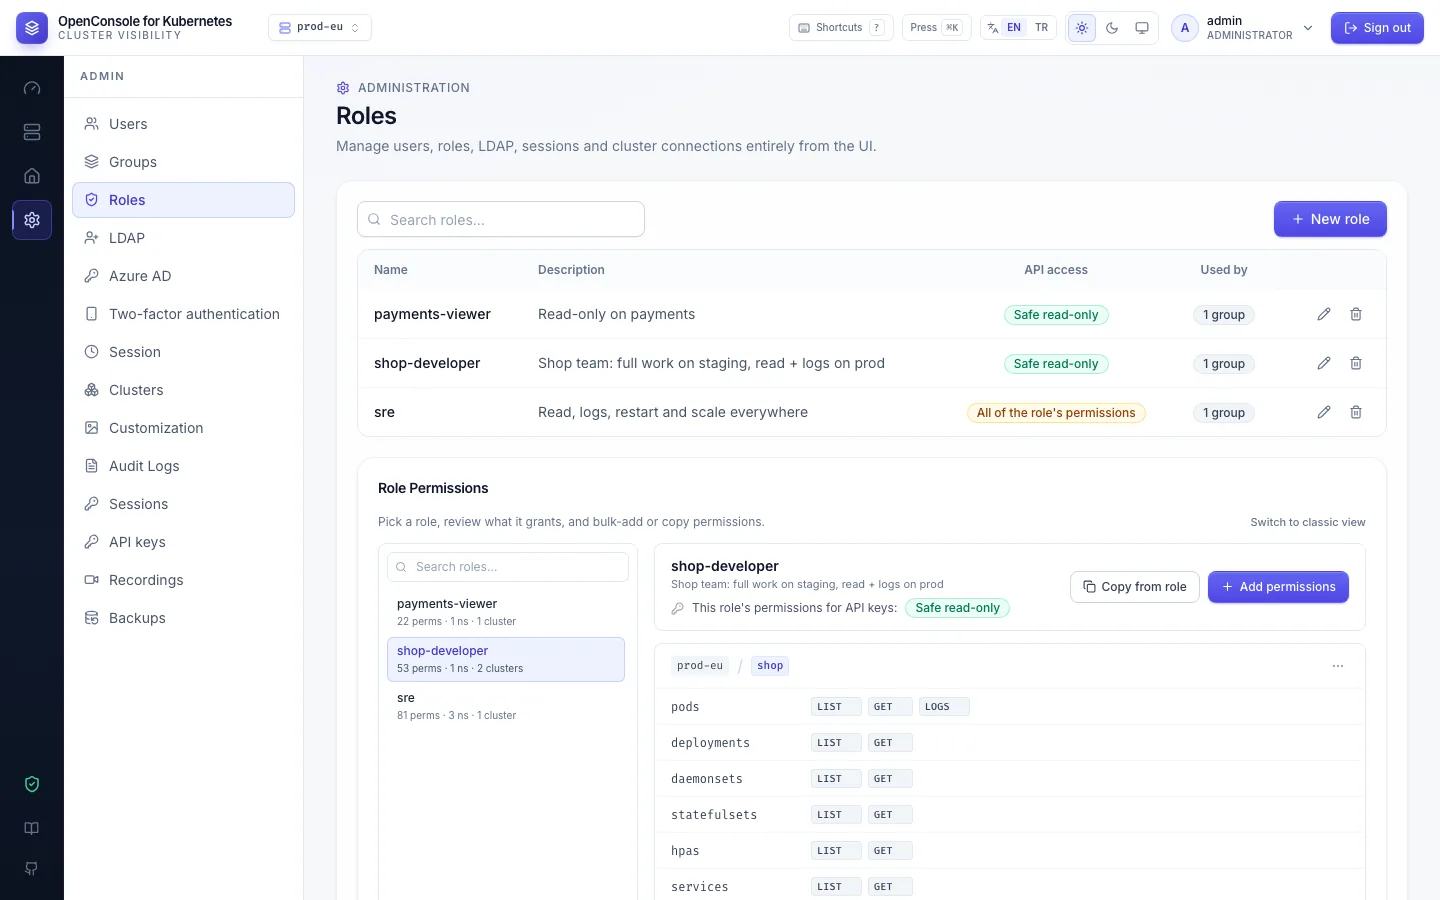 OpenConsole for Kubernetes
CLUSTER VISIBILITY
prod-eu
Shortcuts ?
Press ⌘K
EN TR
A
admin
ADMINISTRATOR
Sign out
ADMIN
Users
Groups
Roles
LDAP
Azure AD
Two-factor authentication
Session
Clusters
Customization
Audit Logs
Sessions
API keys
Recordings
Backups
ADMINISTRATION
Roles
Manage users, roles, LDAP, sessions and cluster connections entirely from the UI.
Search roles...
+ New role
Name Description API access Used by
payments-viewer Read-only on payments Safe read-only 1 group
shop-developer Shop team: full work on staging, read + logs on prod Safe read-only 1 group
sre Read, logs, restart and scale everywhere All of the role's permissions 1 group
Role Permissions
Pick a role, review what it grants, and bulk-add or copy permissions.
Switch to classic view
Search roles...
payments-viewer
22 perms · 1 ns · 1 cluster
shop-developer
53 perms · 1 ns · 2 clusters
sre
81 perms · 3 ns · 1 cluster
shop-developer
Shop team: full work on staging, read + logs on prod
This role's permissions for API keys: Safe read-only
Copy from role
+ Add permissions
prod-eu / shop ...
pods LIST GET LOGS
deployments LIST GET
daemonsets LIST GET
statefulsets LIST GET
hpas LIST GET
services LIST GET